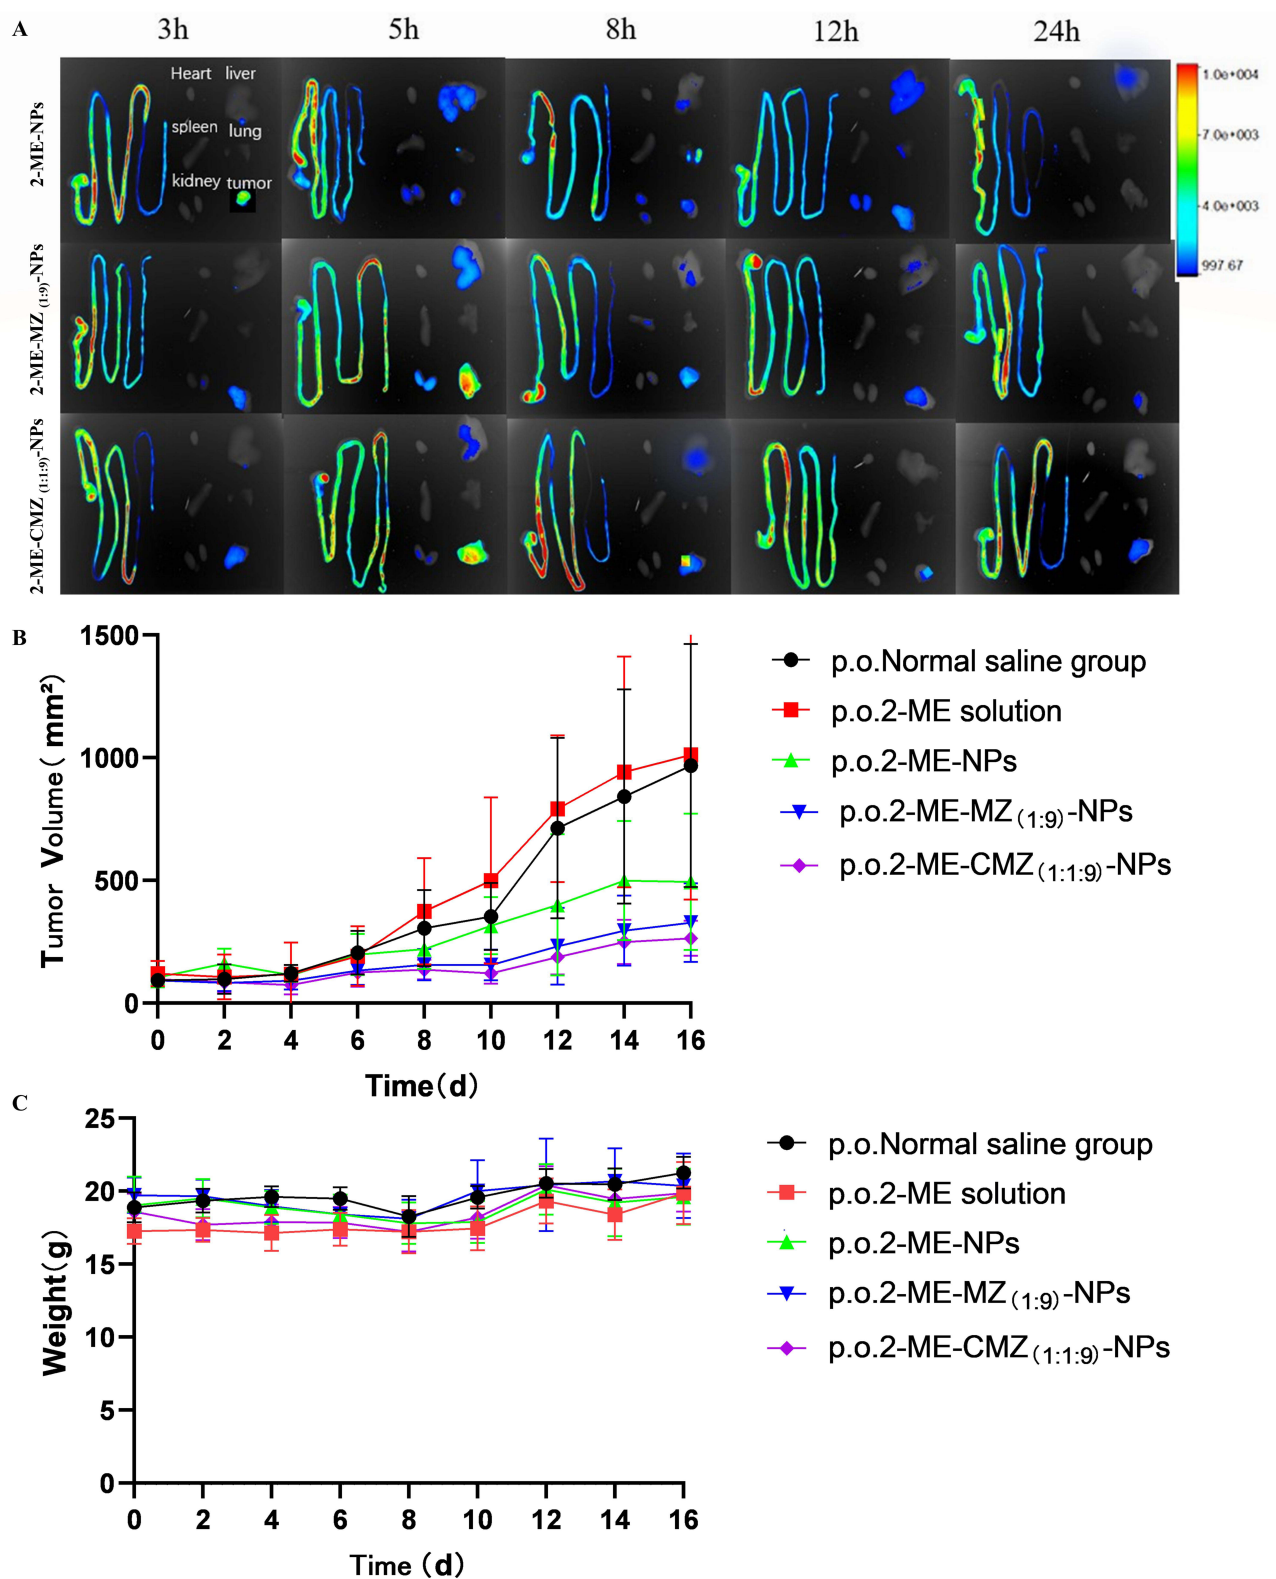 A
3h 5h 8h 12h 24h
2-ME-NPs
Heart liver
spleen lung
kidney tumor
1.0e+004
7.0e+003
4.0e+003
997.67
2-ME-MZ (1:9)-NPs
2-ME-CMZ (1:1:9)-NPs
B
Tumor Volume( mm²)
1500
1000
500
0
0 2 4 6 8 10 12 14 16
Time(d)
p.o.Normal saline group
p.o.2-ME solution
p.o.2-ME-NPs
p.o.2-ME-MZ(1:9)-NPs
p.o.2-ME-CMZ(1:1:9)-NPs
C
Weight(g)
25
20
15
10
5
0
0 2 4 6 8 10 12 14 16
Time (d)
p.o.Normal saline group
p.o.2-ME solution
p.o.2-ME-NPs
p.o.2-ME-MZ(1:9)-NPs
p.o.2-ME-CMZ(1:1:9)-NPs